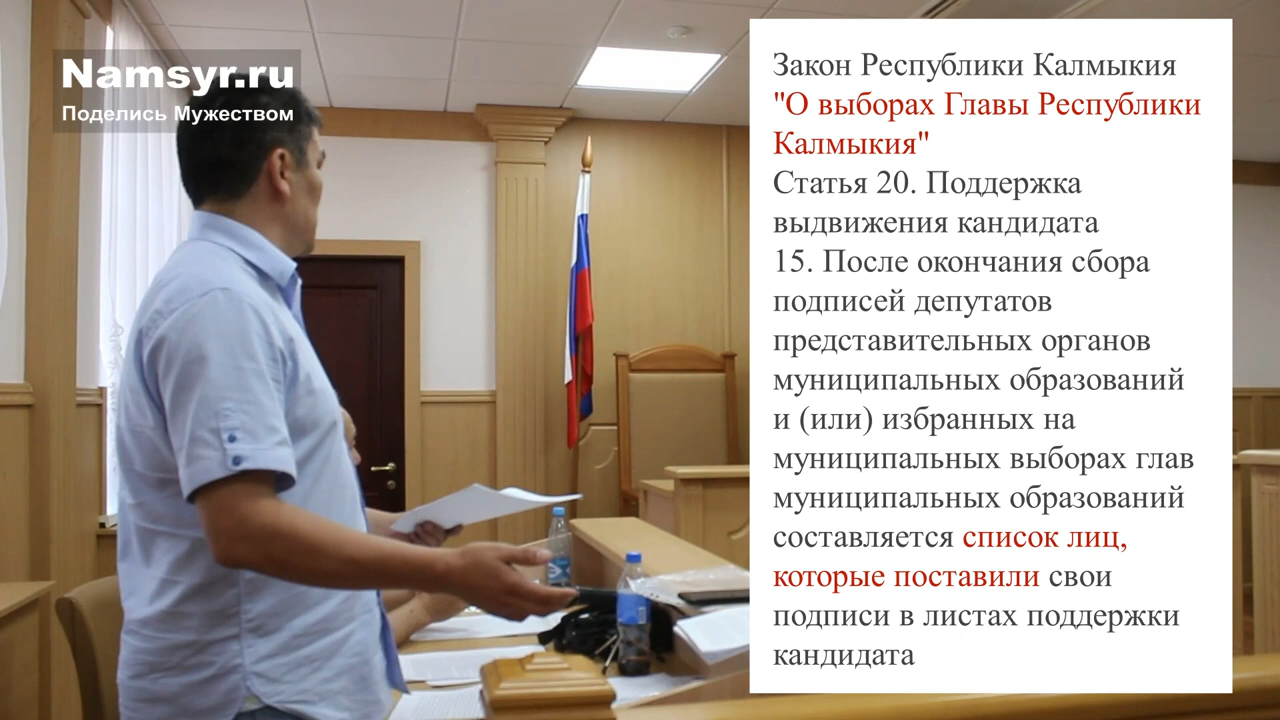 Namsyr.ru
Поделись Мужеством
Закон Республики Калмыкия
"О выборах Главы Республики
Калмыкия"
Статья 20. Поддержка
выдвижения кандидата
15. После окончания сбора
подписей депутатов
представительных органов
муниципальных образований
и (или) избранных на
муниципальных выборах глав
муниципальных образований
составляется список лиц,
которые поставили свои
подписи в листах поддержки
кандидата